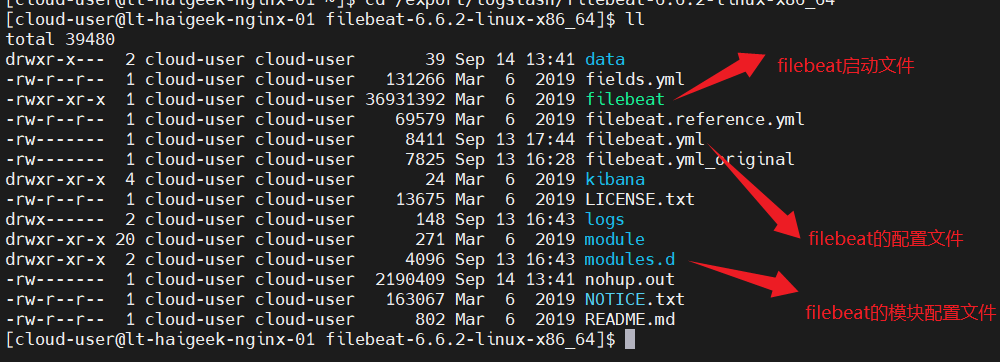 [cloud-user@lt-haigeek-nginx-01 ~]$ cd /export/logstash/filebeat-6.6.2-linux-x86_64
[cloud-user@lt-haigeek-nginx-01 filebeat-6.6.2-linux-x86_64]$ ll
total 39480
drwxr-x--- 2 cloud-user cloud-user 39 Sep 14 13:41 data
-rw-r--r-- 1 cloud-user cloud-user 131266 Mar 6 2019 fields.yml
-rwxr-xr-x 1 cloud-user cloud-user 36931392 Mar 6 2019 filebeat
filebeat启动文件
-rw-r--r-- 1 cloud-user cloud-user 69579 Mar 6 2019 filebeat.reference.yml
-rw------- 1 cloud-user cloud-user 8411 Sep 13 17:44 filebeat.yml
-rw------- 1 cloud-user cloud-user 7825 Sep 13 16:28 filebeat.yml_original
drwxr-xr-x 4 cloud-user cloud-user 24 Mar 6 2019 kibana
-rw-r--r-- 1 cloud-user cloud-user 13675 Mar 6 2019 LICENSE.txt
drwx------ 2 cloud-user cloud-user 148 Sep 13 16:43 logs
drwxr-xr-x 20 cloud-user cloud-user 271 Mar 6 2019 module
filebeat的配置文件
drwxr-xr-x 2 cloud-user cloud-user 4096 Sep 13 16:43 modules.d
-rw------- 1 cloud-user cloud-user 2190409 Sep 14 13:41 nohup.out
-rw-r--r-- 1 cloud-user cloud-user 163067 Mar 6 2019 NOTICE.txt
filebeat的模块配置文件
-rw-r--r-- 1 cloud-user cloud-user 802 Mar 6 2019 README.md
[cloud-user@lt-haigeek-nginx-01 filebeat-6.6.2-linux-x86_64]$